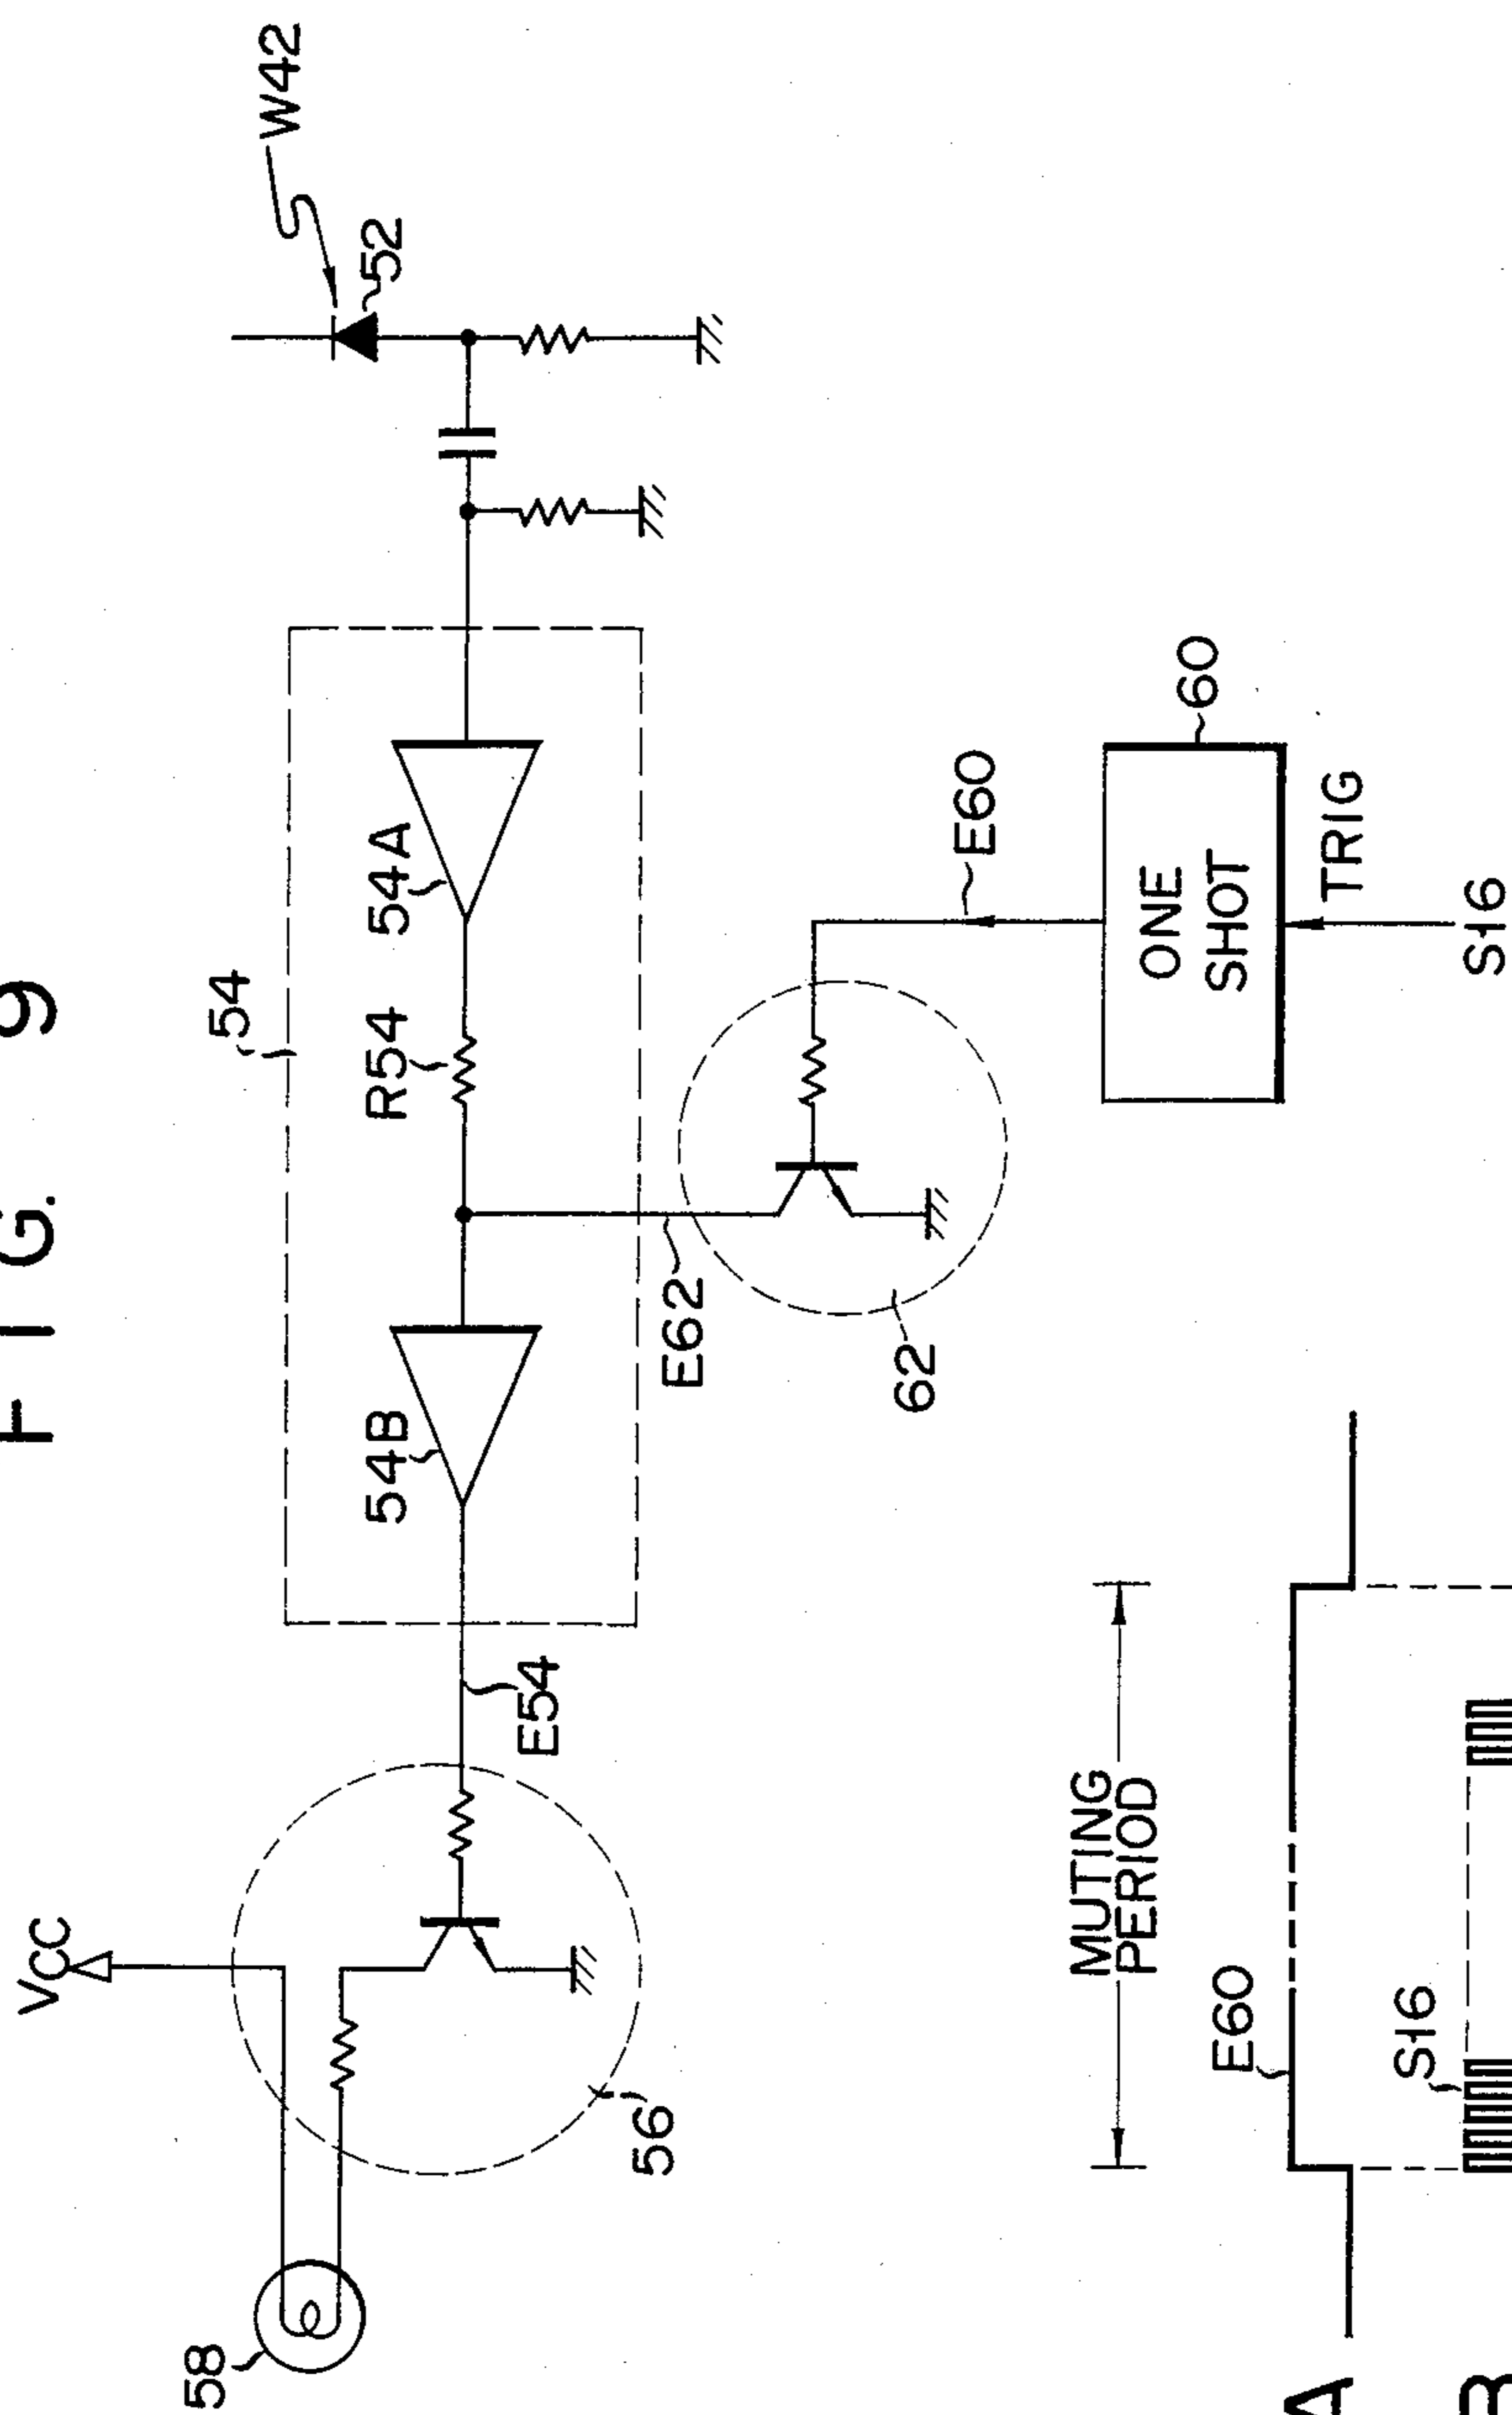 FIG. 9
VCC
58
56
E54
54
54B
R54
54A
W42
52
E62
62
E60
60
ONE
SHOT
TRIG
S16
MUTING
PERIOD
A
E60
B
S16